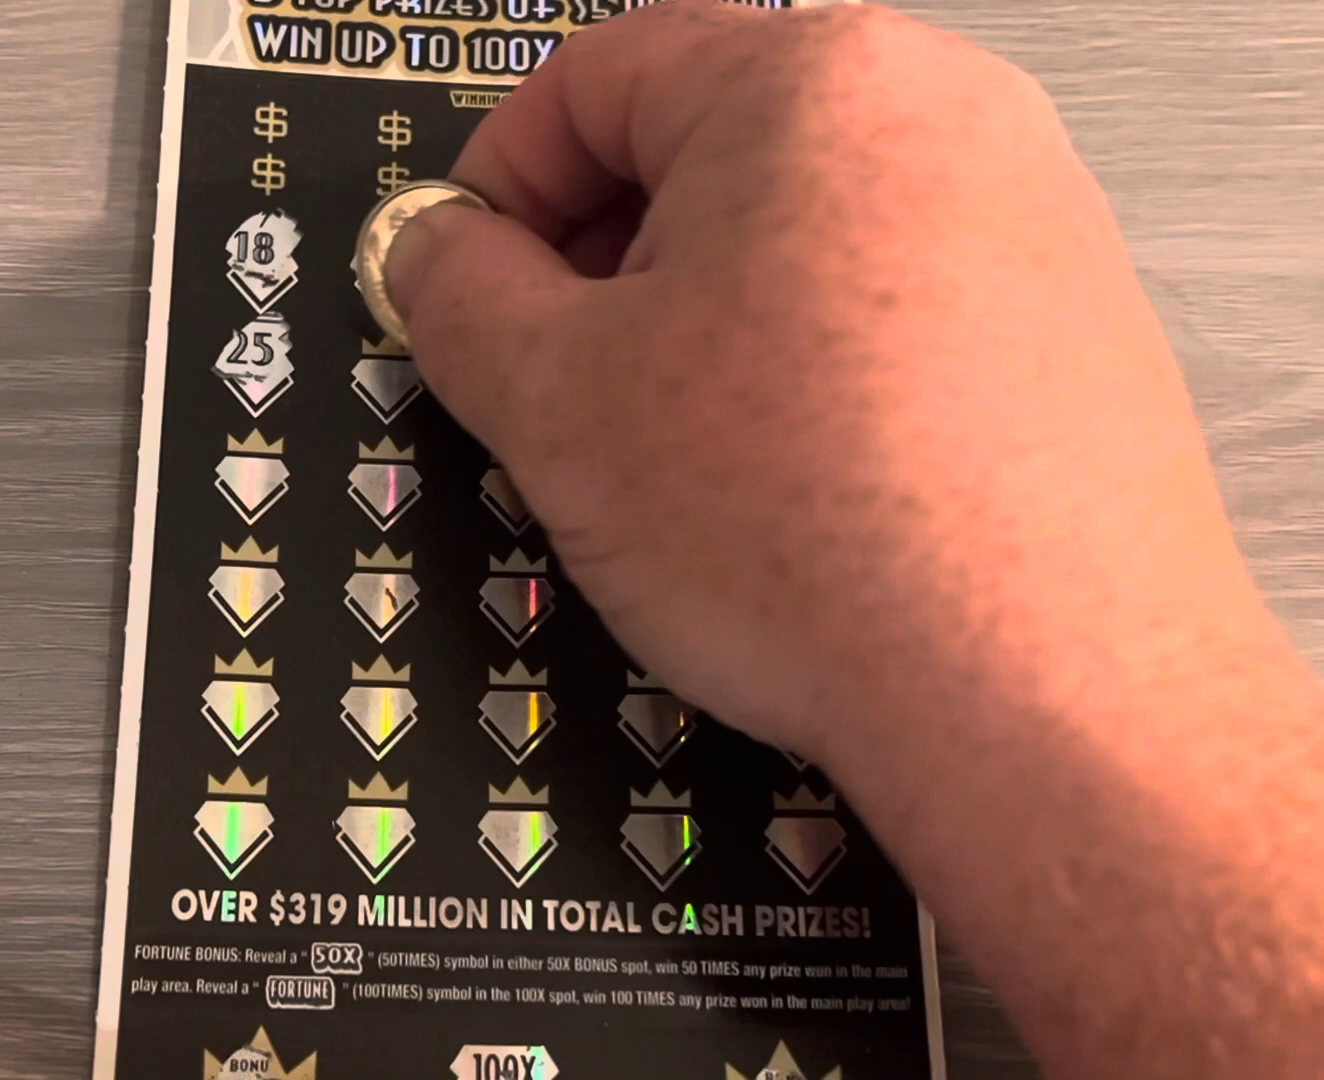 WIN UP TO 100X
$ $
$ $
18
25
OVER $319 MILLION IN TOTAL CASH PRIZES!
FORTUNE BONUS: Reveal a "50X" (50TIMES) symbol in either 50X BONUS spot, win 50 TIMES any prize won in the main
play area. Reveal a "FORTUNE" (100TIMES) symbol in the 100X spot, win 100 TIMES any prize won in the main play area!
BONU
100X